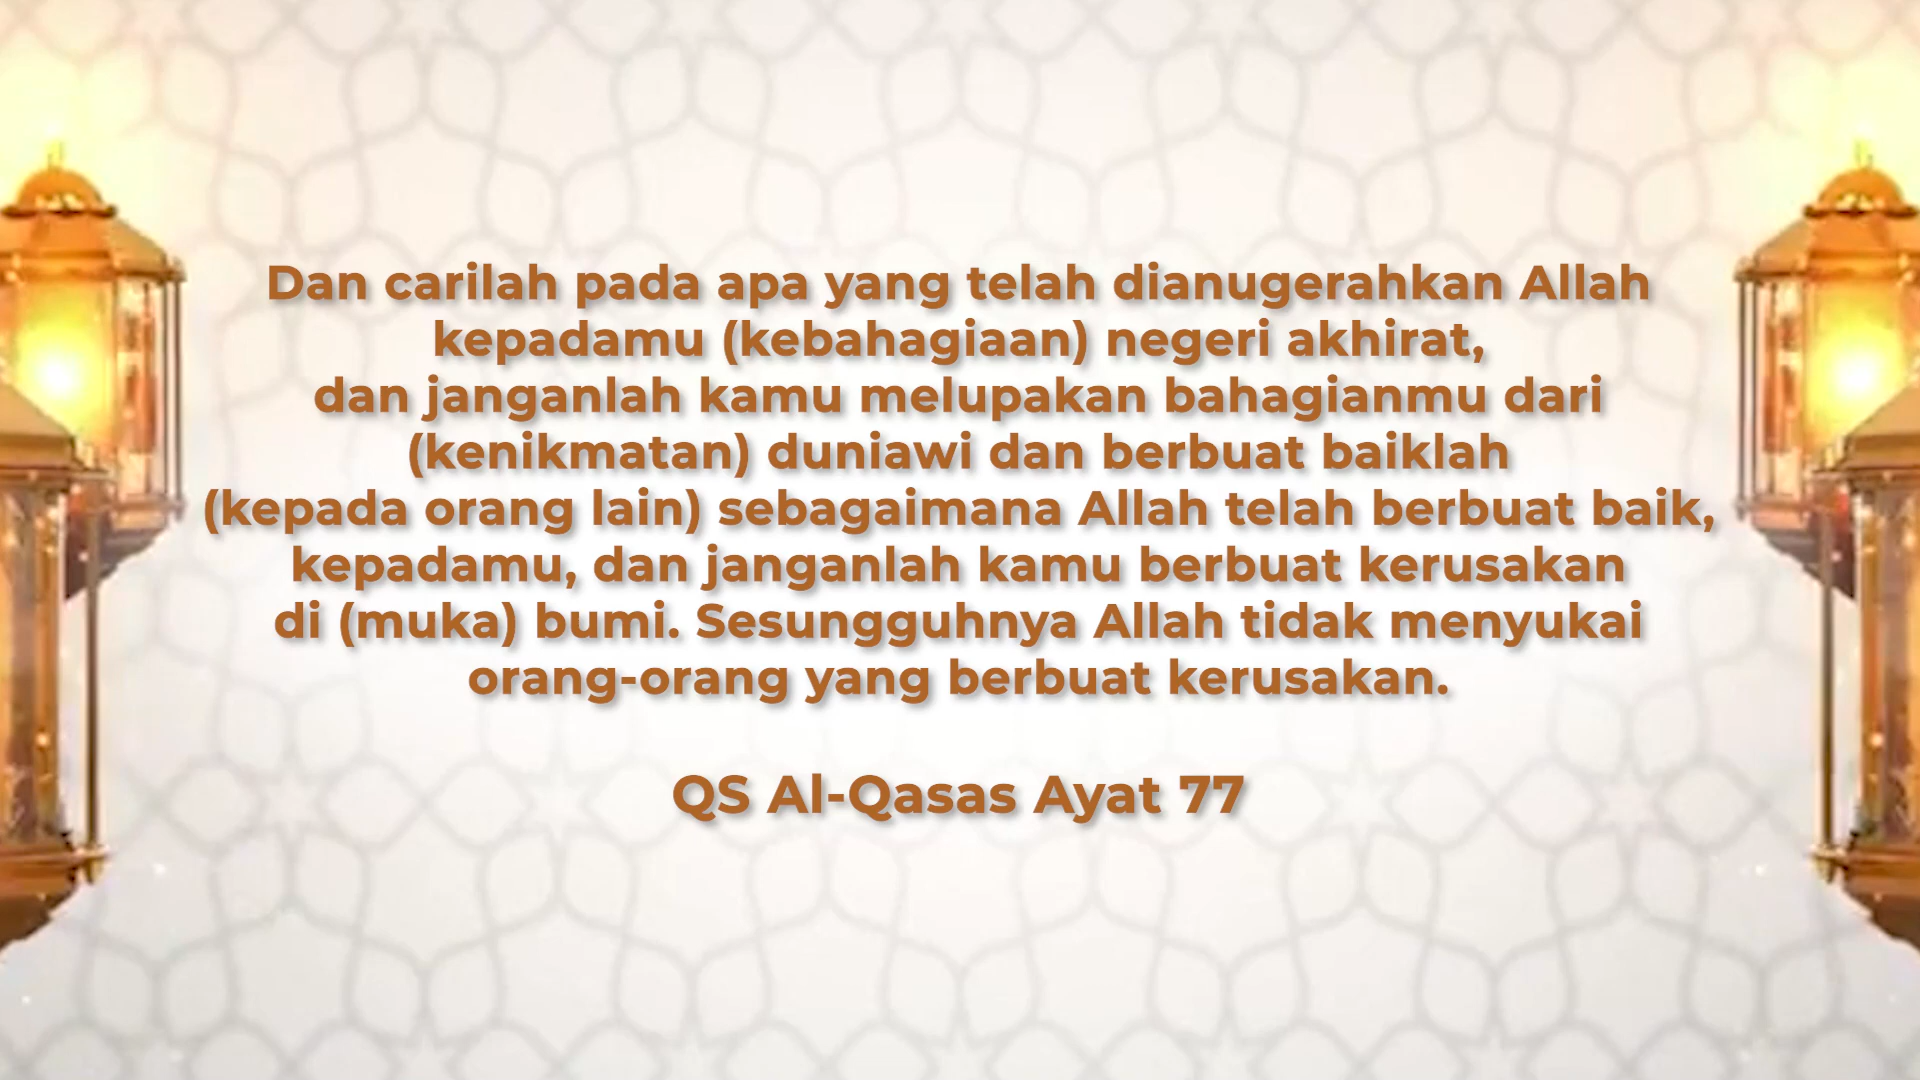 Dan carilah pada apa yang telah dianugerahkan Allah
kepadamu (kebahagiaan) negeri akhirat,
dan janganlah kamu melupakan bahagianmu dari
(kenikmatan) duniawi dan berbuat baiklah
(kepada orang lain) sebagaimana Allah telah berbuat baik,
kepadamu, dan janganlah kamu berbuat kerusakan
di (muka) bumi. Sesungguhnya Allah tidak menyukai
orang-orang yang berbuat kerusakan.
QS Al-Qasas Ayat 77